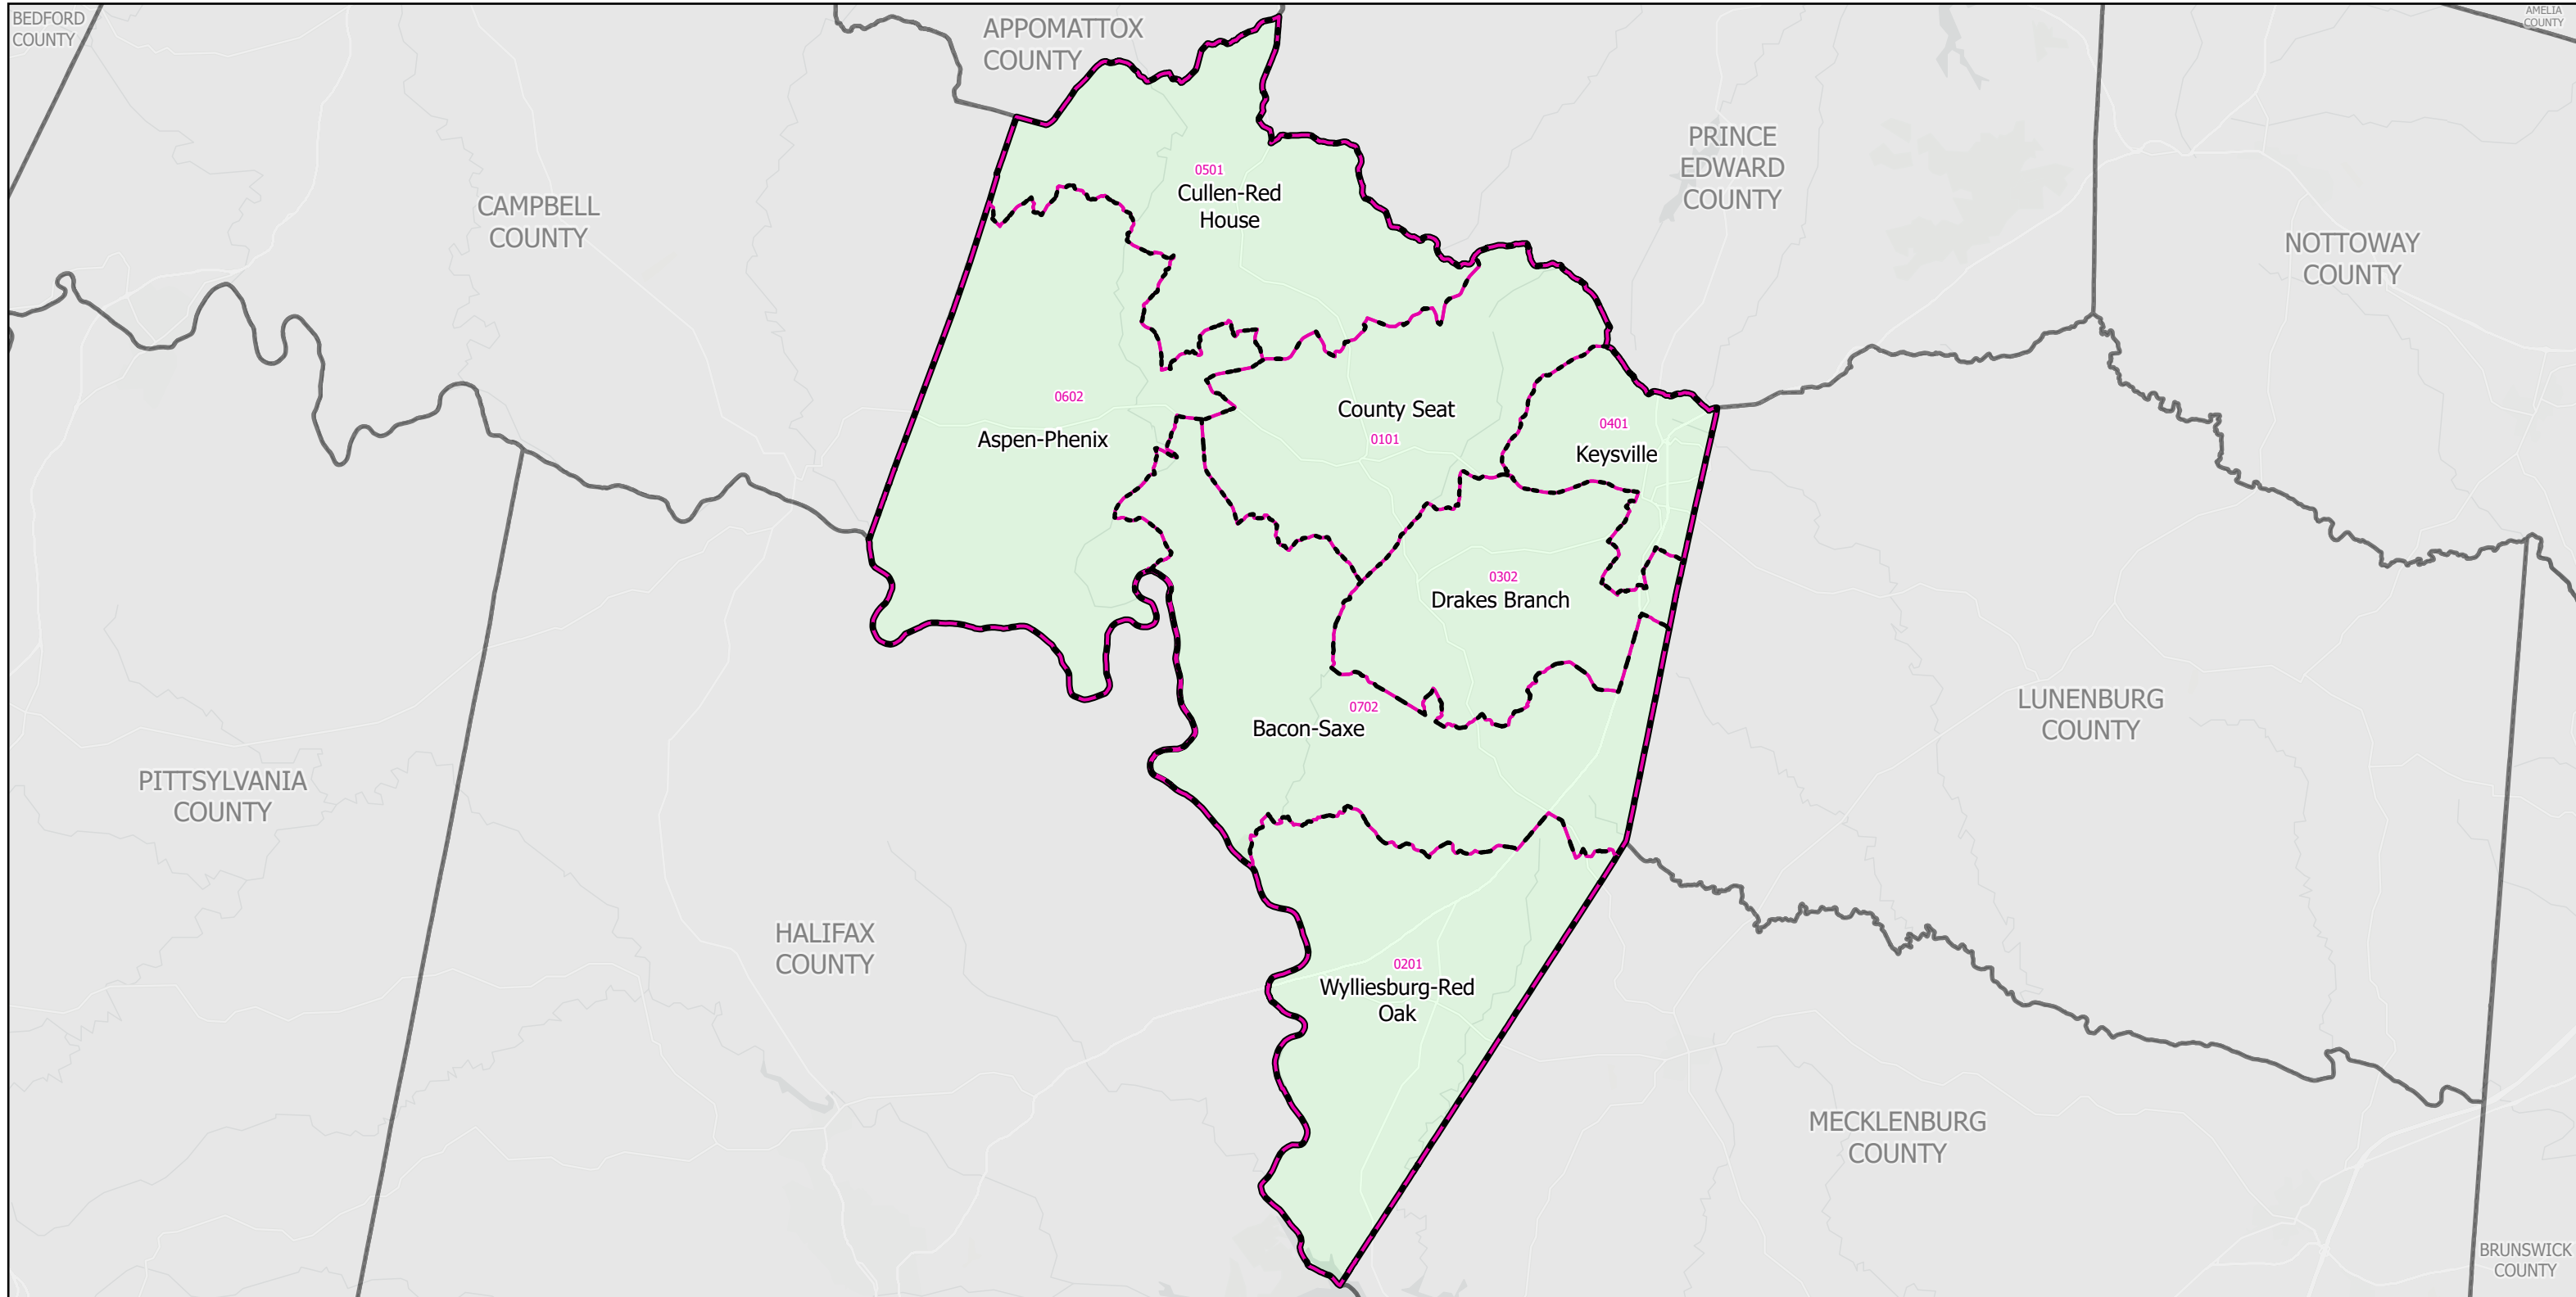 BEDFORD
COUNTY
APPOMATTOX
COUNTY
AMELIA
COUNTY
PRINCE
EDWARD
COUNTY
0501
Cullen-Red
House
CAMPBELL
COUNTY
NOTTOWAY
COUNTY
0602
Aspen-Phenix
County Seat
0101
0401
Keysville
0302
Drakes Branch
0702
Bacon-Saxe
LUNENBURG
COUNTY
PITTSYLVANIA
COUNTY
HALIFAX
COUNTY
0201
Wylliesburg-Red
Oak
MECKLENBURG
COUNTY
BRUNSWICK
COUNTY